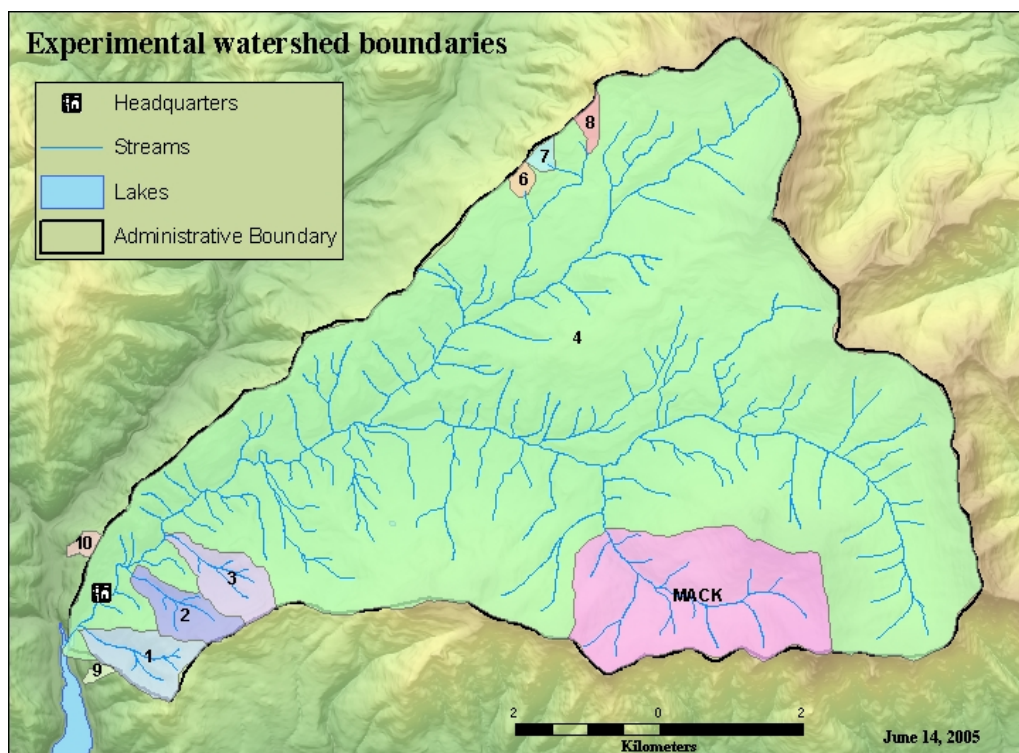 Experimental watershed boundaries
Headquarters
Streams
Lakes
Administrative Boundary
8
7
6
4
10
3
MACK
2
1
9
2 0 2
Kilometers
June 14, 2005